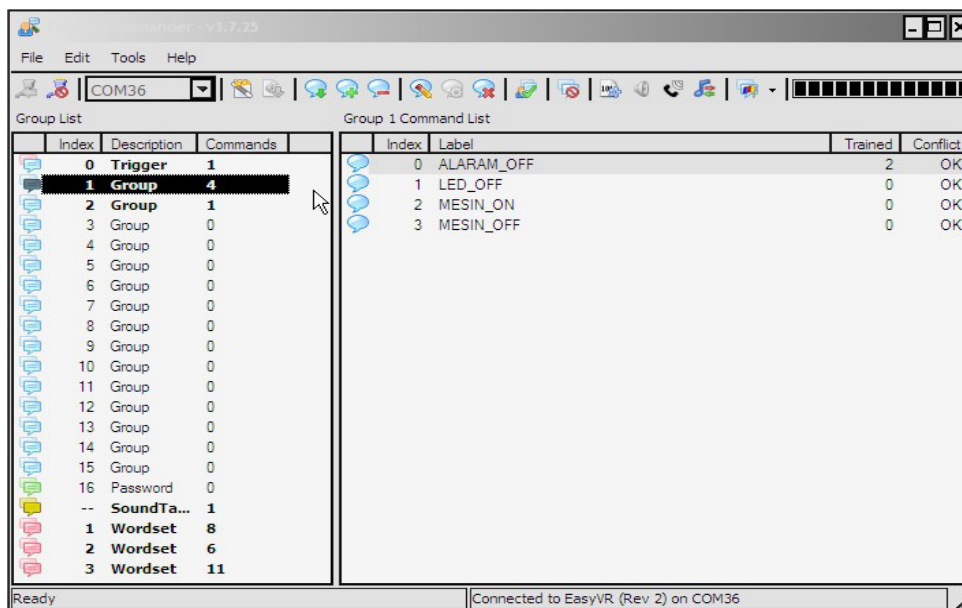 mmander - v3.7.25
File Edit Tools Help
COM36
Group List
Index Description Commands
0 Trigger 1
1 Group 4
2 Group 1
3 Group 0
4 Group 0
5 Group 0
6 Group 0
7 Group 0
8 Group 0
9 Group 0
10 Group 0
11 Group 0
12 Group 0
13 Group 0
14 Group 0
15 Group 0
16 Password 0
-- SoundTa... 1
1 Wordset 8
2 Wordset 6
3 Wordset 11
Group 1 Command List
Index Label Trained Conflict
0 ALARAM_OFF 2 OK
1 LED_OFF 0 OK
2 MESIN_ON 0 OK
3 MESIN_OFF 0 OK
Ready
Connected to EasyVR (Rev 2) on COM36